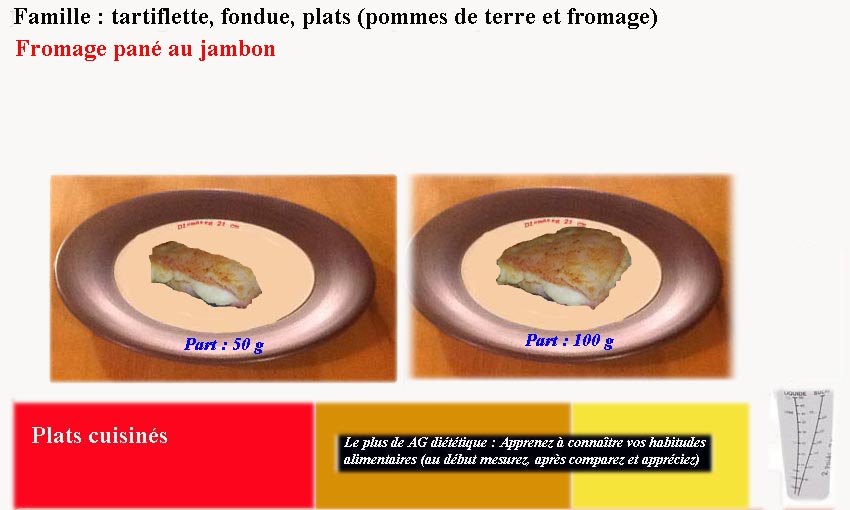 Famille : tartiflette, fondue, plats (pommes de terre et fromage)
Fromage pané au jambon
Diamètre 21 cm
Diamètre 21 cm
Part : 50 g
Part : 100 g
LIQUIDE
Plats cuisinés
Le plus de AG diététique : Apprenez à connaître vos habitudes
alimentaires (au début mesurez, après comparez et appréciez)